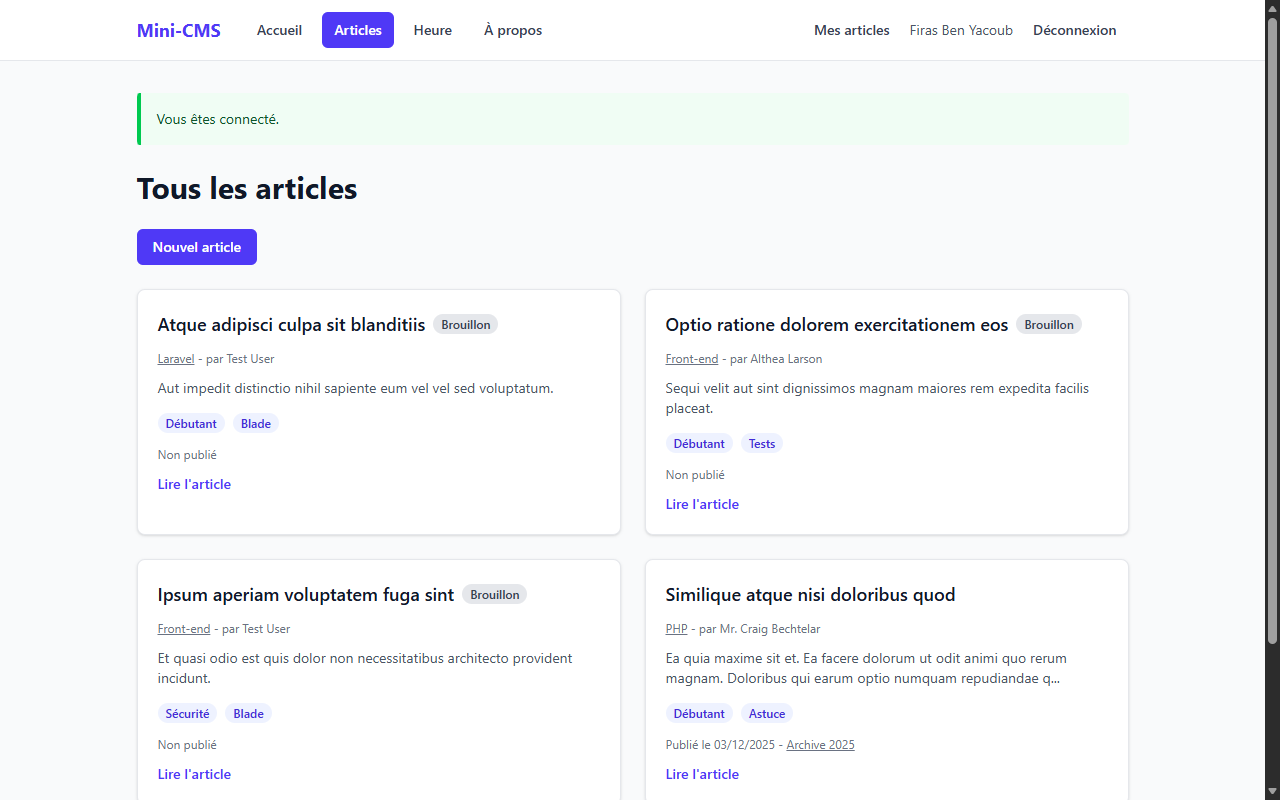 Mini-CMS Accueil Articles Heure À propos Mes articles Firas Ben Yacoub Déconnexion
Vous êtes connecté.
Tous les articles
Nouvel article
Atque adipisci culpa sit blanditiis Brouillon
Laravel - par Test User
Aut impedit distinctio nihil sapiente eum vel vel sed voluptatum.
Débutant Blade
Non publié
Lire l'article
Optio ratione dolorem exercitationem eos Brouillon
Front-end - par Althea Larson
Sequi velit aut sint dignissimos magnam maiores rem expedita facilis
placeat.
Débutant Tests
Non publié
Lire l'article
Ipsum aperiam voluptatem fuga sint Brouillon
Front-end - par Test User
Et quasi odio est quis dolor non necessitatibus architecto provident
incidunt.
Sécurité Blade
Non publié
Lire l'article
Similique atque nisi doloribus quod
PHP - par Mr. Craig Bechtelar
Ea quia maxime sit et. Ea facere dolorum ut odit animi quo rerum
magnam. Doloribus qui earum optio numquam repudiandae q...
Débutant Astuce
Publié le 03/12/2025 - Archive 2025
Lire l'article